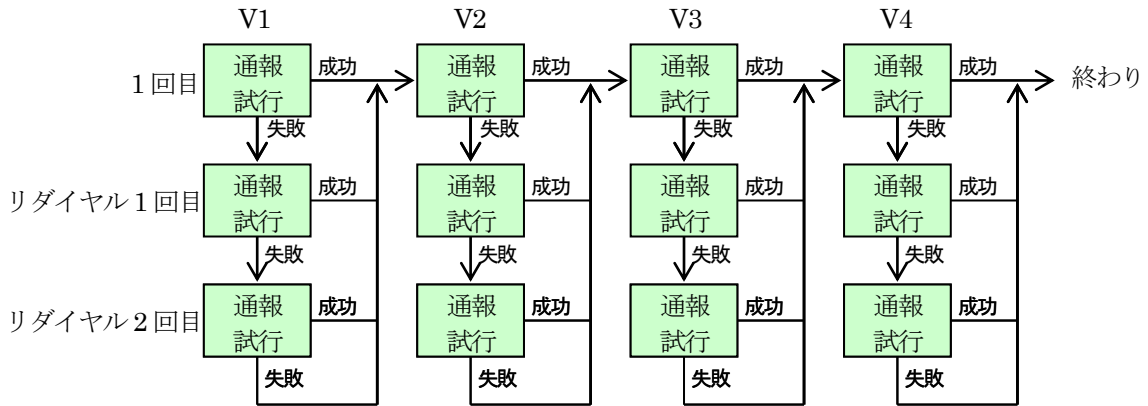 V1 V2 V3 V4
1回目 通報 成功 通報 成功 通報 成功 通報 成功 終わり
試行 試行 試行 試行
失敗 失敗 失敗 失敗
リダイヤル1回目 通報 成功 通報 成功 通報 成功 通報 成功
試行 試行 試行 試行
失敗 失敗 失敗 失敗
リダイヤル2回目 通報 成功 通報 成功 通報 成功 通報 成功
試行 試行 試行 試行
失敗 失敗 失敗 失敗